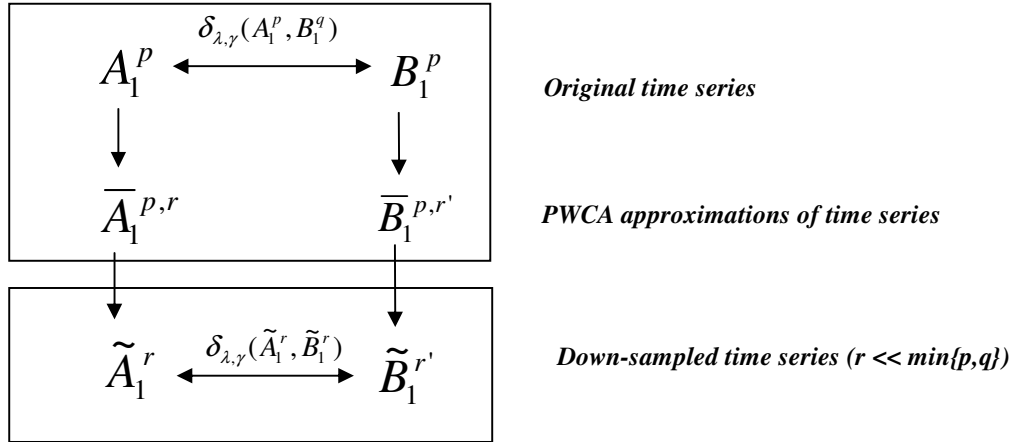 δ_{λ,γ}(A_1^p, B_1^q)
A_1^p B_1^p Original time series
A̅_1^{p,r} B̅_1^{p,r'} PWCA approximations of time series
δ_{λ,γ}(Ã_1^r, B̃_1^r)
Ã_1^r B̃_1^{r'} Down-sampled time series (r << min{p,q})